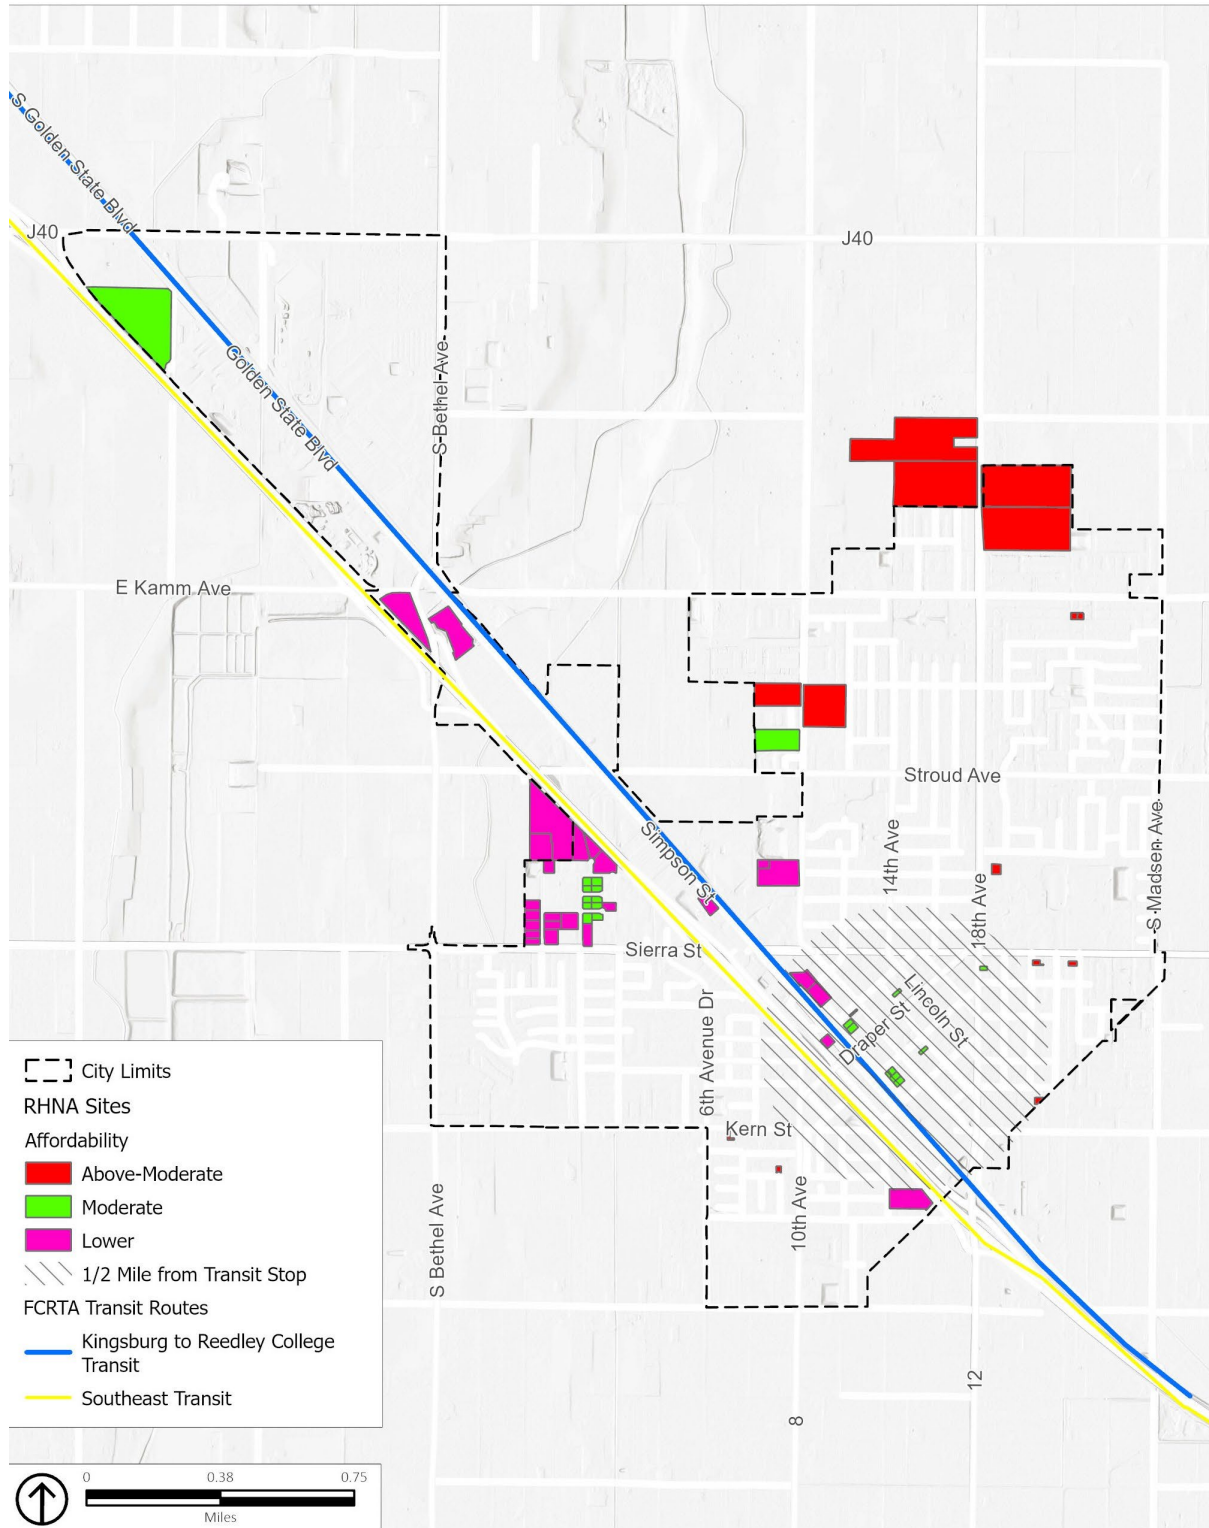 S Golden State Blvd
J40
J40
Golden State Blvd
S Bethel Ave
E Kamm Ave
Stroud Ave
Simpson St
14th Ave
18th Ave
S Madsen Ave
Sierra St
Lincoln St
Draper St
6th Avenue Dr
Kern St
10th Ave
S Bethel Ave
12
8
City Limits
RHNA Sites
Affordability
Above-Moderate
Moderate
Lower
1/2 Mile from Transit Stop
FCRTA Transit Routes
Kingsburg to Reedley College
Transit
Southeast Transit
0 0.38 0.75
Miles